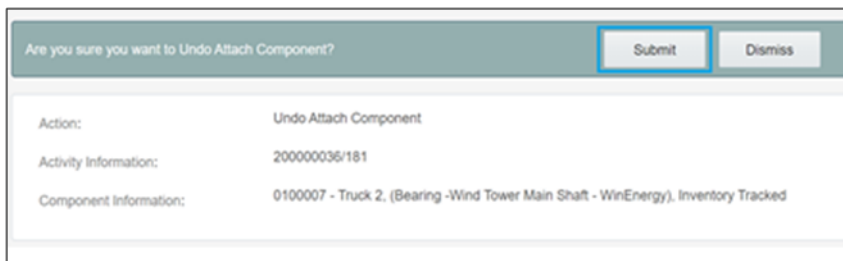 Are you sure you want to Undo Attach Component? Submit Dismiss
Action: Undo Attach Component
Activity Information: 200000036/181
Component Information: 0100007 - Truck 2, (Bearing -Wind Tower Main Shaft - WinEnergy), Inventory Tracked